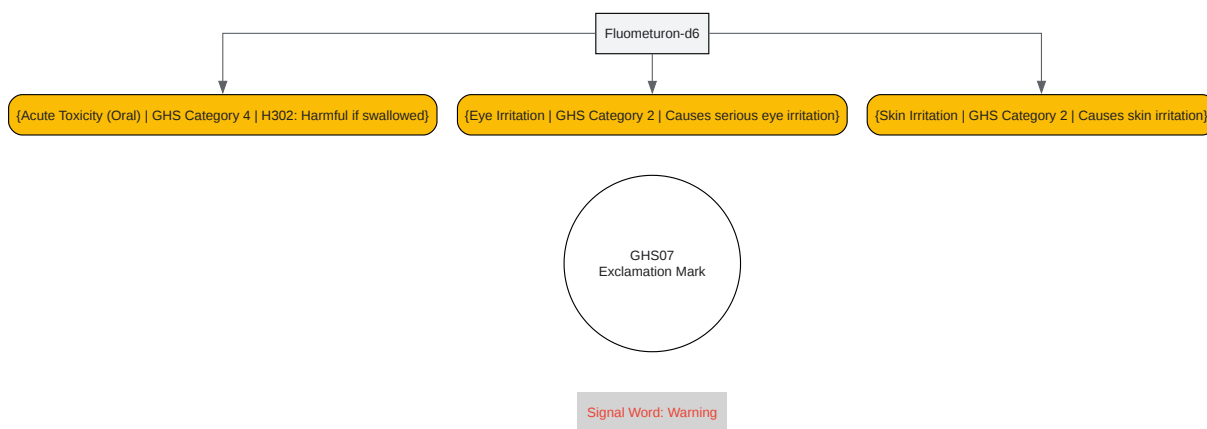 Fluometuron-d6
{Acute Toxicity (Oral) | GHS Category 4 | H302: Harmful if swallowed}
{Eye Irritation | GHS Category 2 | Causes serious eye irritation}
{Skin Irritation | GHS Category 2 | Causes skin irritation}
GHS07
Exclamation Mark
Signal Word: Warning